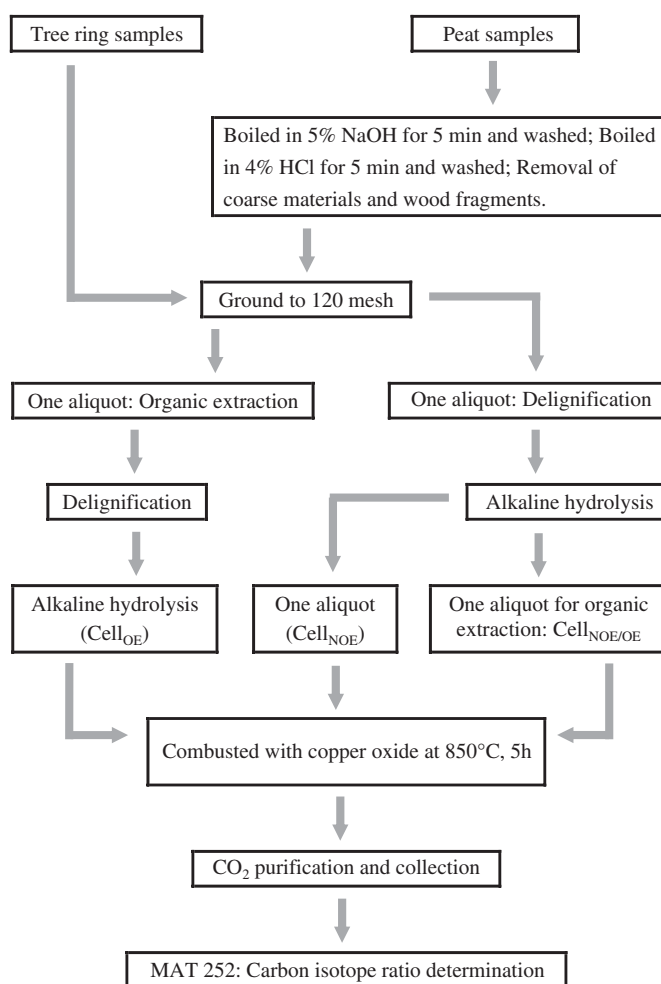 Tree ring samples
Peat samples
Boiled in 5% NaOH for 5 min and washed; Boiled
in 4% HCl for 5 min and washed; Removal of
coarse materials and wood fragments.
Ground to 120 mesh
One aliquot: Organic extraction
One aliquot: Delignification
Delignification
Alkaline hydrolysis
Alkaline hydrolysis
(Cell_OE)
One aliquot
(Cell_NOE)
One aliquot for organic
extraction: Cell_NOE/OE
Combusted with copper oxide at 850°C, 5h
CO₂ purification and collection
MAT 252: Carbon isotope ratio determination